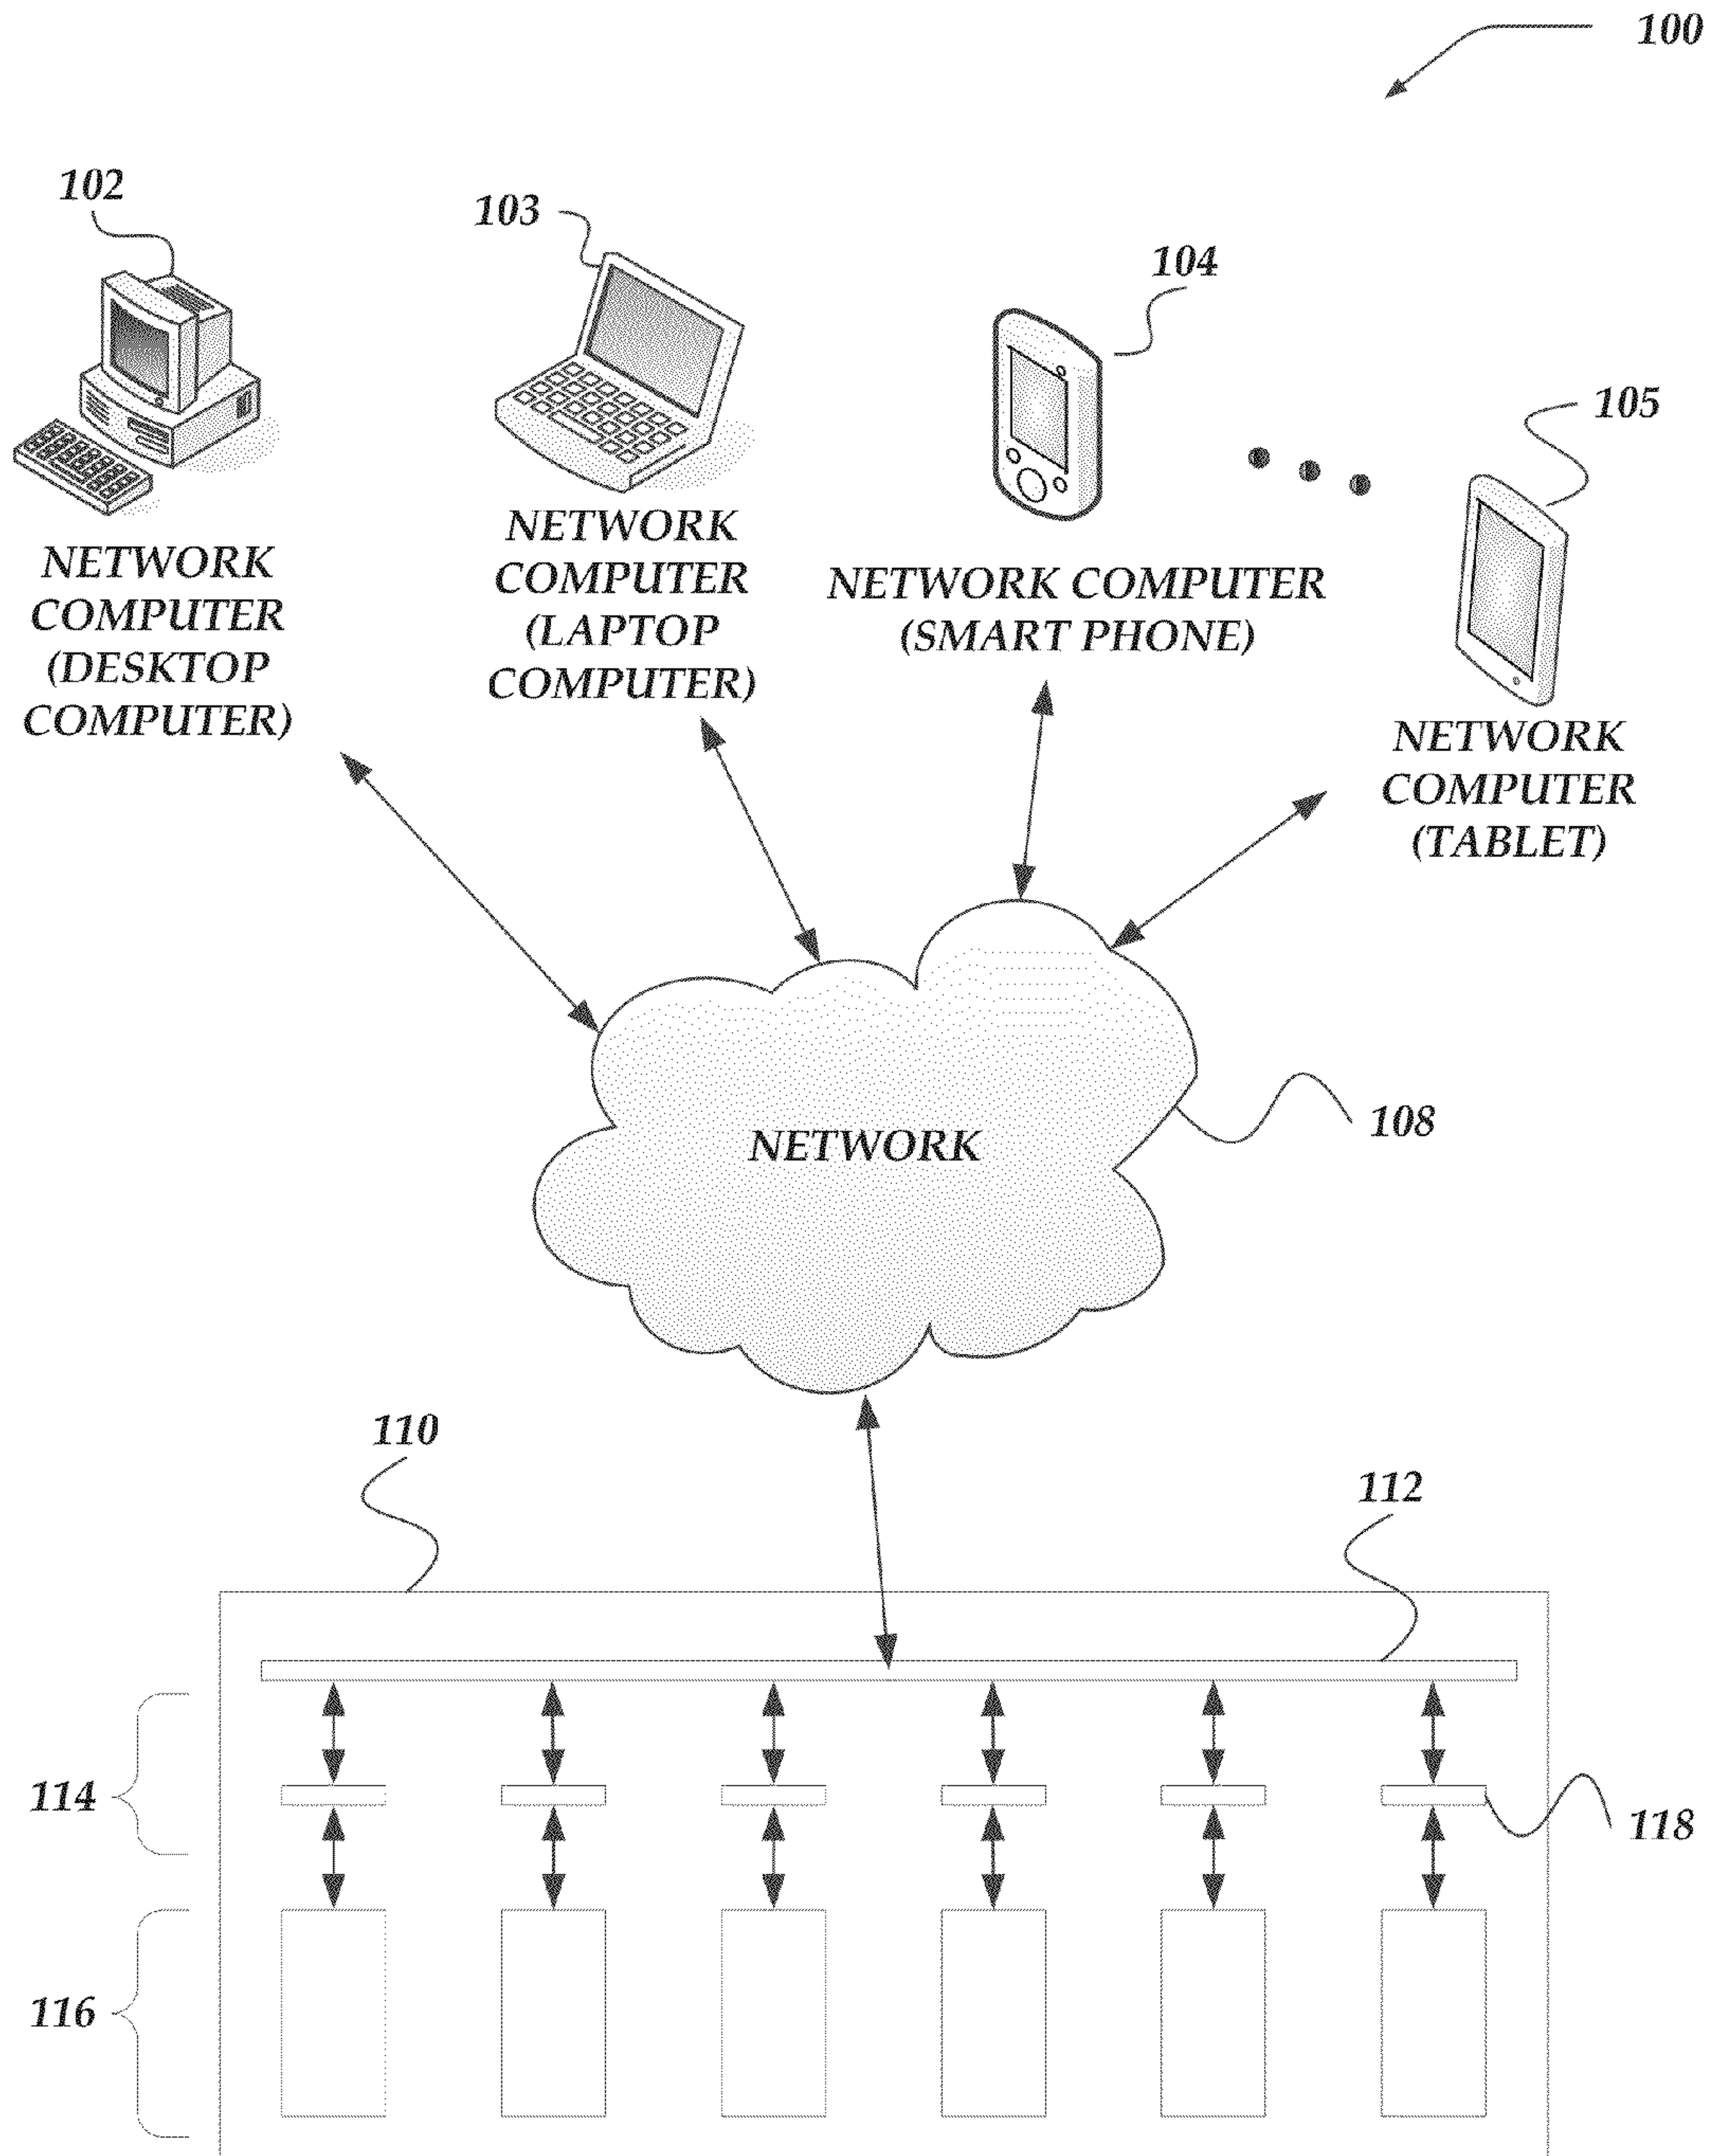 100
102
103
104
105
NETWORK
COMPUTER
(DESKTOP
COMPUTER)
NETWORK
COMPUTER
(LAPTOP
COMPUTER)
NETWORK COMPUTER
(SMART PHONE)
NETWORK
COMPUTER
(TABLET)
NETWORK
108
110
112
114
118
116